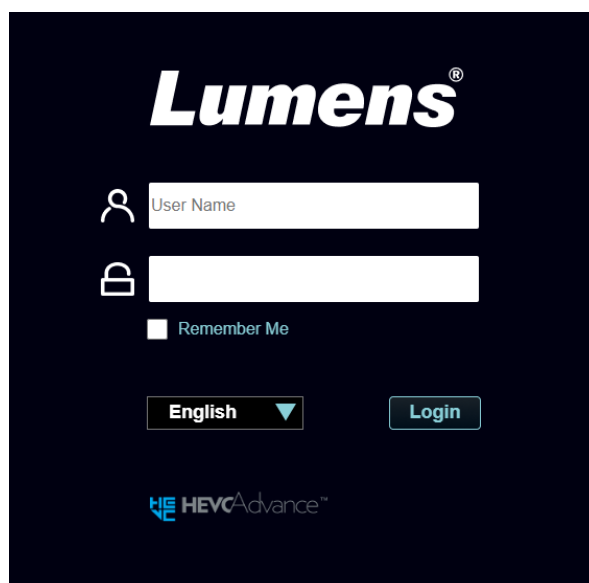 Lumens®
User Name
Remember Me
English
Login
HEVCAdvance™